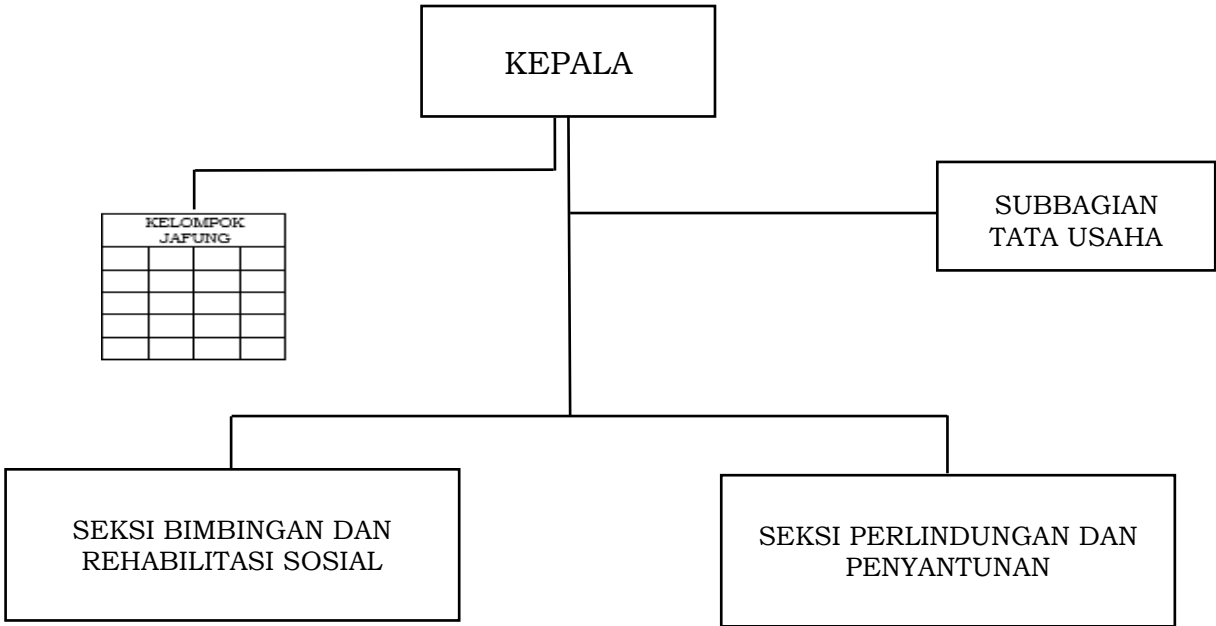 KEPALA
SUBBAGIAN
TATA USAHA
KELOMPOK
JAFUNG
SEKSI BIMBINGAN DAN
REHABILITASI SOSIAL
SEKSI PERLINDUNGAN DAN
PENYANTUNAN